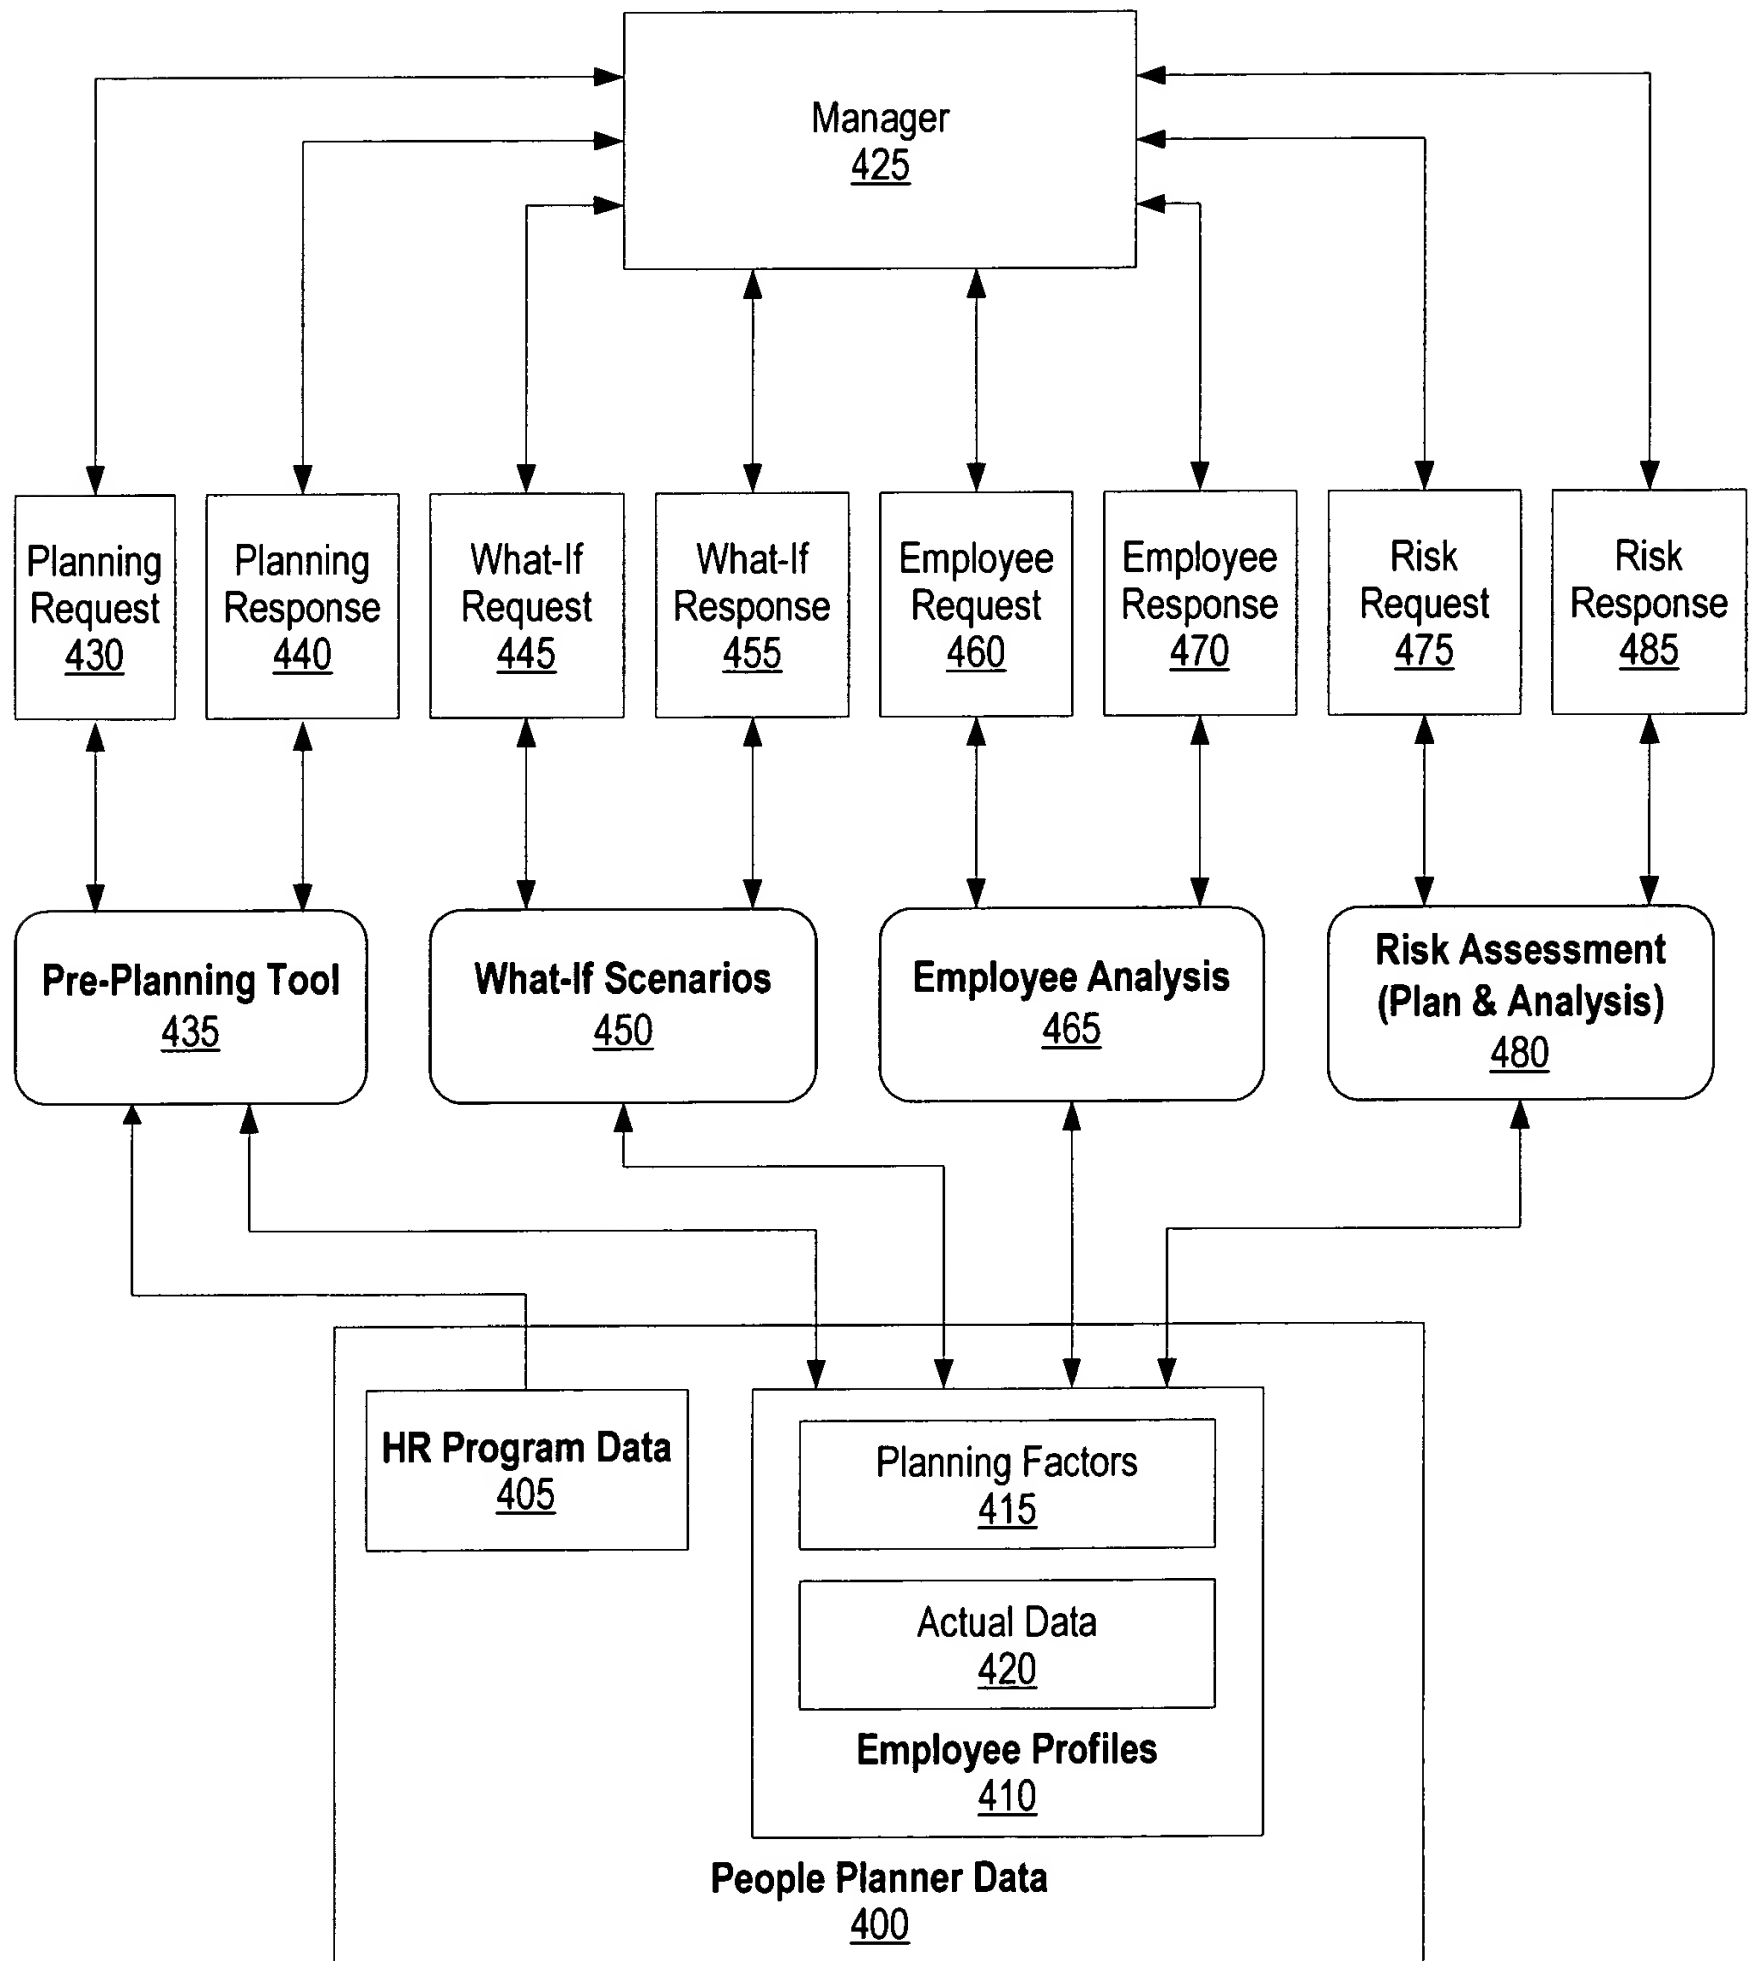 Manager
425
Planning
Request
430
Planning
Response
440
What-If
Request
445
What-If
Response
455
Employee
Request
460
Employee
Response
470
Risk
Request
475
Risk
Response
485
Pre-Planning Tool
435
What-If Scenarios
450
Employee Analysis
465
Risk Assessment
(Plan & Analysis)
480
HR Program Data
405
Planning Factors
415
Actual Data
420
Employee Profiles
410
People Planner Data
400